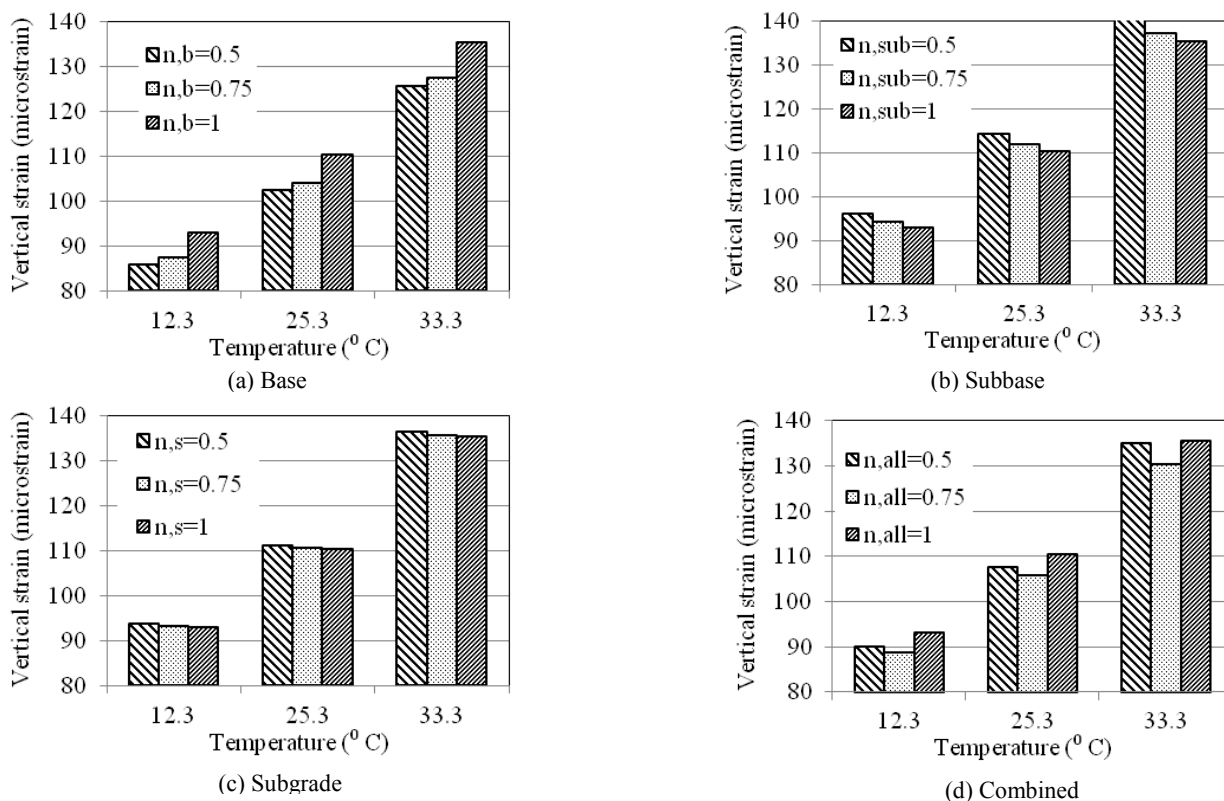 Vertical strain (microstrain)
140
130
120
110
100
90
80
n,b=0.5
n,b=0.75
n,b=1
12.3
25.3
33.3
Temperature (⁰ C)
(a) Base
Vertical strain (microstrain)
140
130
120
110
100
90
80
n,sub=0.5
n,sub=0.75
n,sub=1
12.3
25.3
33.3
Temperature (⁰ C)
(b) Subbase
Vertical strain (microstrain)
140
130
120
110
100
90
80
n,s=0.5
n,s=0.75
n,s=1
12.3
25.3
33.3
Temperature (⁰ C)
(c) Subgrade
Vertical strain (microstrain)
140
130
120
110
100
90
80
n,all=0.5
n,all=0.75
n,all=1
12.3
25.3
33.3
Temperature (⁰ C)
(d) Combined